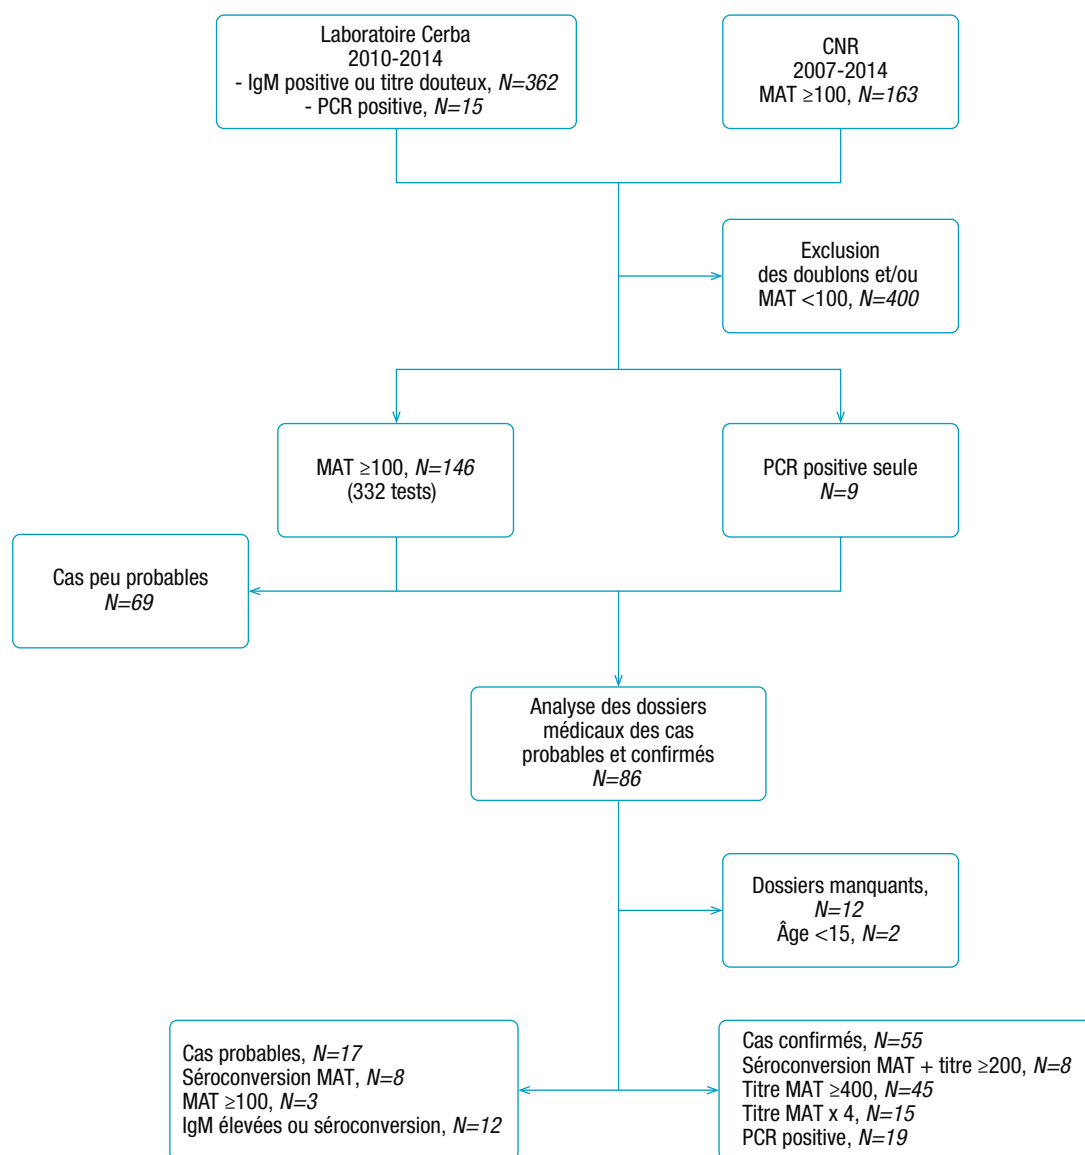 Laboratoire Cerba
2010-2014
- IgM positive ou titre douteux, N=362
- PCR positive, N=15
CNR
2007-2014
MAT ≥100, N=163
Exclusion
des doublons et/ou
MAT <100, N=400
MAT ≥100, N=146
(332 tests)
PCR positive seule
N=9
Cas peu probables
N=69
Analyse des dossiers
médicaux des cas
probables et confirmés
N=86
Dossiers manquants,
N=12
Âge <15, N=2
Cas probables, N=17
Séroconversion MAT, N=8
MAT ≥100, N=3
IgM élevées ou séroconversion, N=12
Cas confirmés, N=55
Séroconversion MAT + titre ≥200, N=8
Titre MAT ≥400, N=45
Titre MAT x 4, N=15
PCR positive, N=19